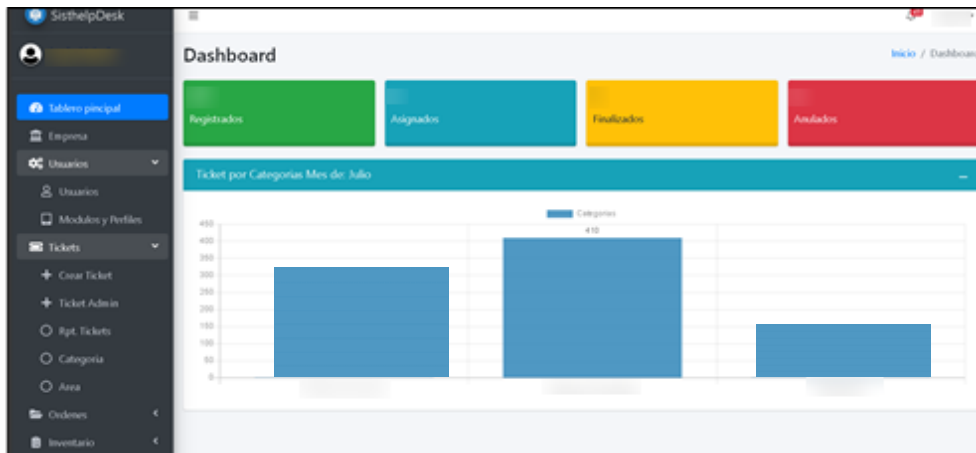 SisthelpDesk
Tablero pincipal
Empresa
Usuarios
Usuarios
Modulos y Perfiles
Tickets
Crear Ticket
Ticket Admin
Rpt. Tickets
Categoria
Area
Ordenes
Inventario
Dashboard
Inicio / Dashboar
Registrados
Asignados
Finalizados
Anulados
Ticket por Categorias Mes de: Julio
Categorias
410
450
400
350
300
250
200
150
100
50
0